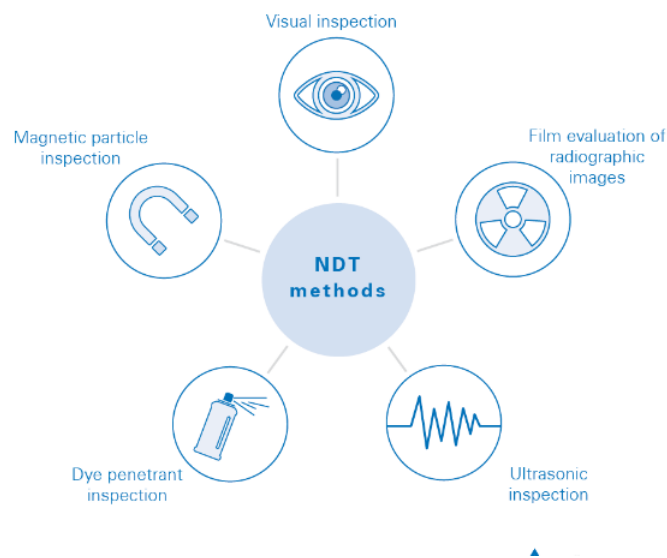 Visual inspection
Magnetic particle
inspection
Film evaluation of
radiographic
images
NDT
methods
Dye penetrant
inspection
Ultrasonic
inspection